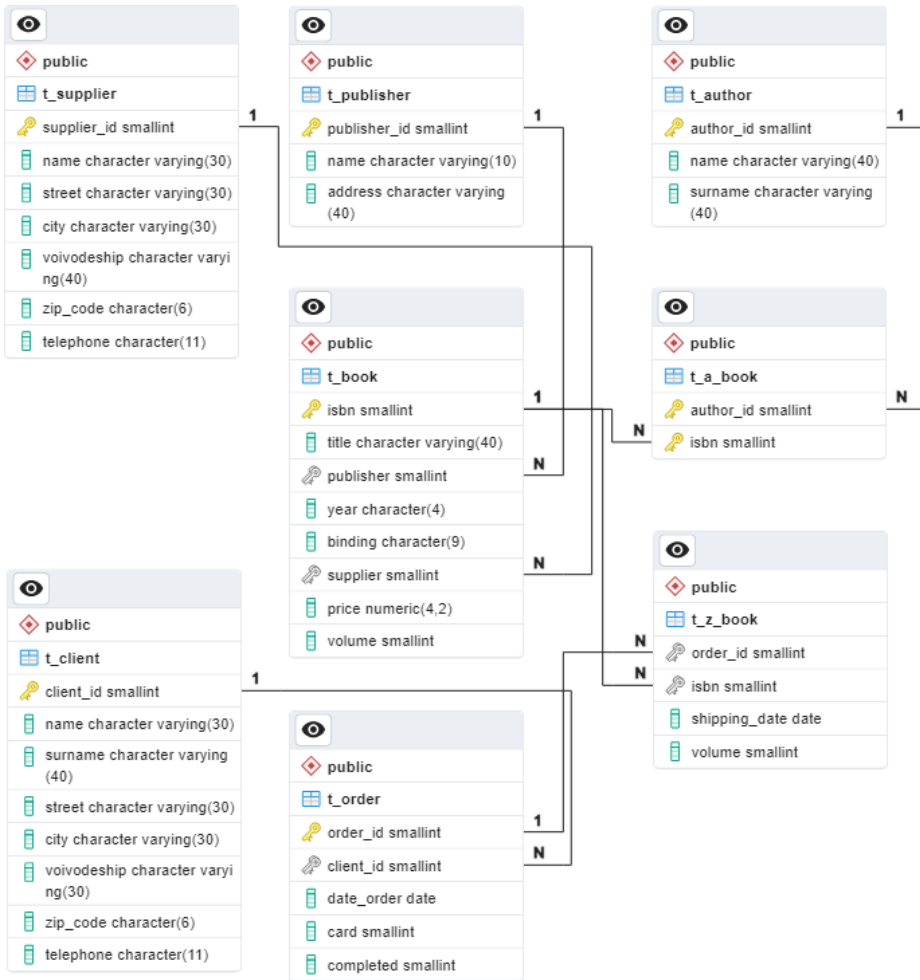 public
t_supplier
supplier_id smallint
name character varying(30)
street character varying(30)
city character varying(30)
voivodeship character varyi
ng(40)
zip_code character(6)
telephone character(11)
1
public
t_publisher
publisher_id smallint
name character varying(10)
address character varying
(40)
1
public
t_author
author_id smallint
name character varying(40)
surname character varying
(40)
1
public
t_book
isbn smallint
title character varying(40)
publisher smallint
year character(4)
binding character(9)
supplier smallint
price numeric(4,2)
volume smallint
1
N
N
public
t_a_book
author_id smallint
isbn smallint
N
N
public
t_client
client_id smallint
name character varying(30)
surname character varying
(40)
street character varying(30)
city character varying(30)
voivodeship character varyi
ng(30)
zip_code character(6)
telephone character(11)
1
public
t_order
order_id smallint
client_id smallint
date_order date
card smallint
completed smallint
1
N
public
t_z_book
order_id smallint
isbn smallint
shipping_date date
volume smallint
N
N